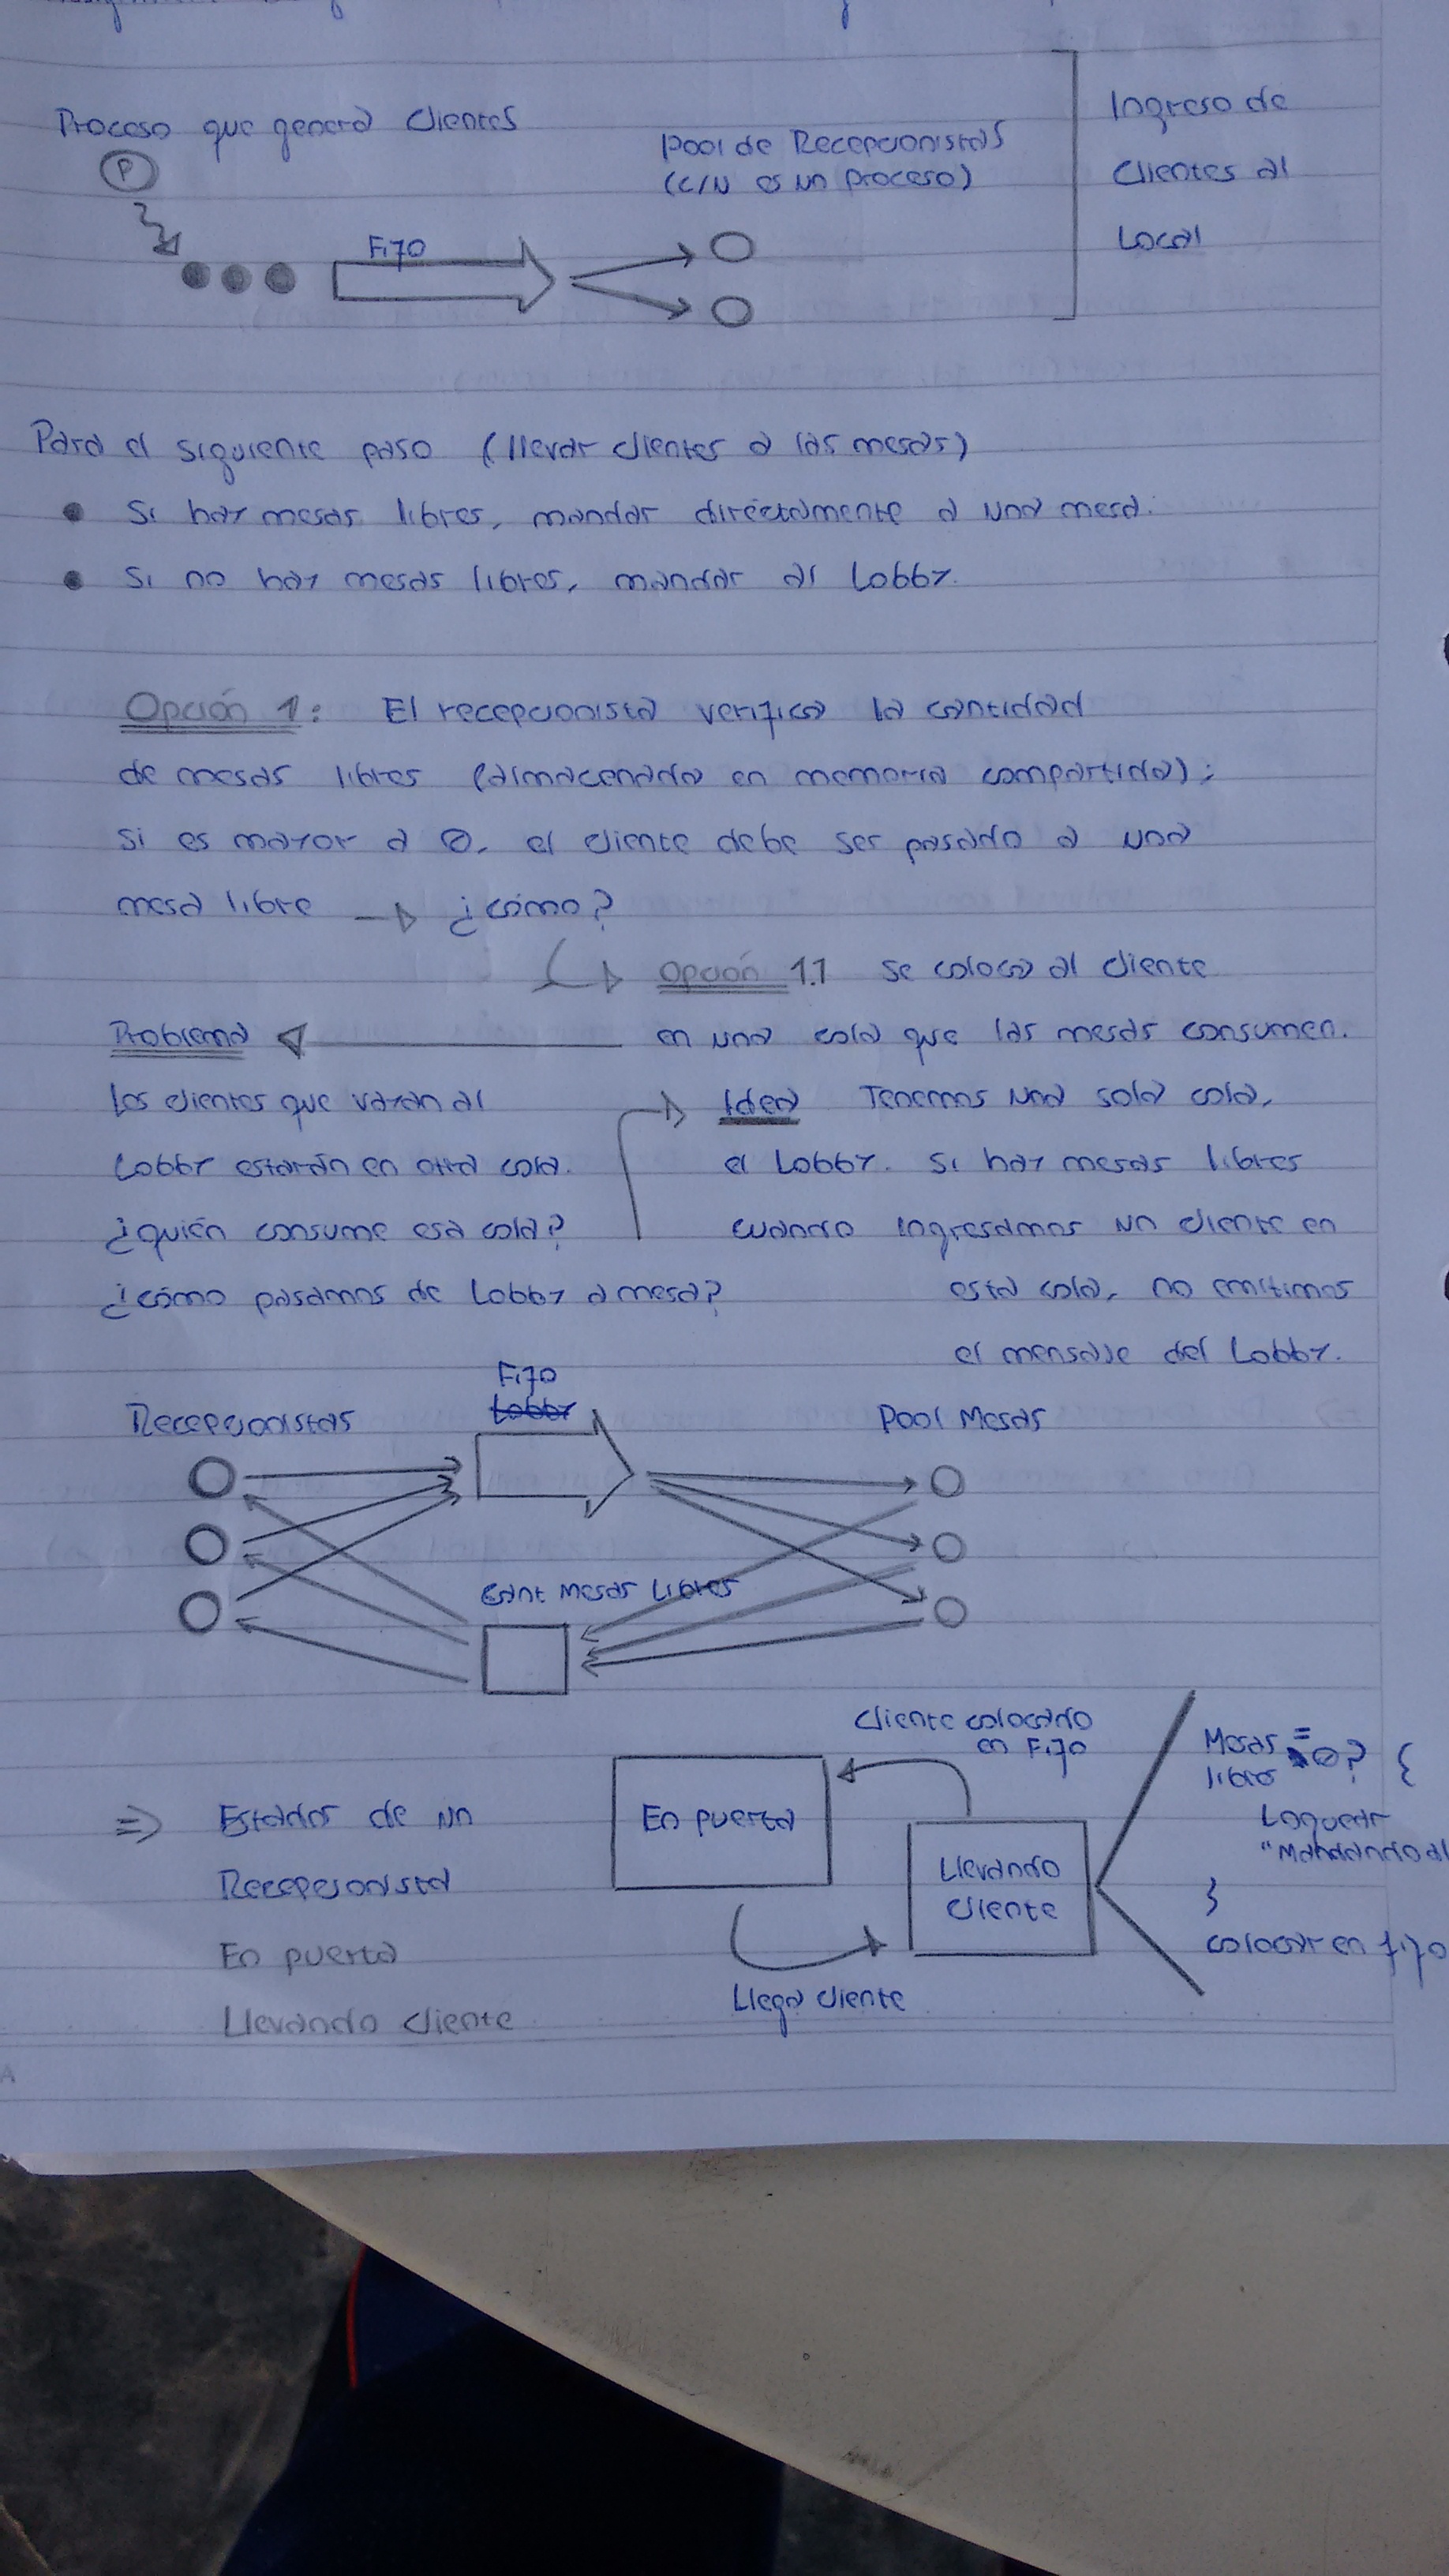 Proceso que genera clientes
P
Fifo
Pool de Recepcionistas
(c/u es un proceso)
Ingreso de
clientes al
Local
Para el siguiente paso (llevar clientes a las mesas)
• Si hay mesas libres, mandar directamente a una mesa.
• Si no hay mesas libres, mandar al Lobby.
Opción 1: El recepcionista verifica la cantidad
de mesas libres (almacenada en memoria compartida);
si es mayor a 0, el cliente debe ser pasado a una
mesa libre → ¿cómo?
Opción 1.1 se coloca al cliente
en una cola que las mesas consumen.
Problema
Los clientes que vayan al
Lobby estarán en otra cola.
¿quién consume esa cola?
¿cómo pasamos de Lobby a mesa?
Idea Tenemos una sola cola,
el Lobby. Si hay mesas libres
cuando ingresamos un cliente en
esta cola, no emitimos
el mensaje del Lobby.
Recepcionistas
Fifo
Lobby
Pool Mesas
Cant Mesas Libres
⇒ Estados de un
Recepcionista
En puerta
Llevando cliente
En puerta
Cliente colocado
en Fifo
Llevando
cliente
Llega cliente
Mesas = 0? {
libres
Loguear
"Mandando al
}
colocar en fifo